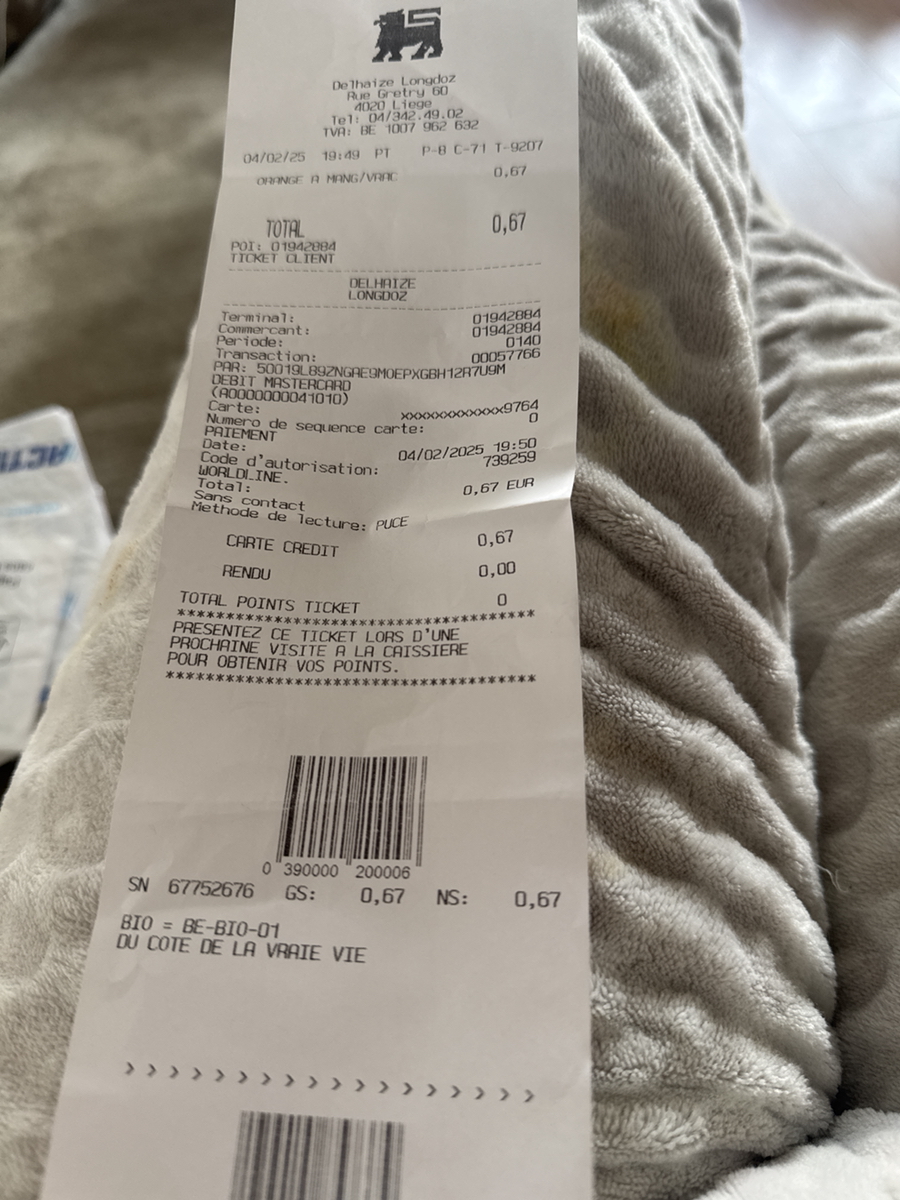 Delhaize Longdoz
Rue Gretry 60
4020 Liege
Tel: 04/342.49.02
TVA: BE 1007 962 632
04/02/25 19:49 PT P-8 C-71 T-9207
ORANGE A MANG/VRAC 0,67
TOTAL 0,67
POI: 01942884
TICKET CLIENT
DELHAIZE
LONGDOZ
Terminal: 01942884
Commercant: 01942884
Periode: 0140
Transaction: 00057766
PAR: 50019L89ZNGAE9MOEPXGBH12R7U9M
DEBIT MASTERCARD
(A0000000041010)
Carte: xxxxxxxxxxxx9764
Numero de sequence carte: 0
PAIEMENT
Date: 04/02/2025 19:50
Code d'autorisation: 739259
WORLDLINE.
Total: 0,67 EUR
Sans contact
Methode de lecture: PUCE
CARTE CREDIT 0,67
RENDU 0,00
TOTAL POINTS TICKET 0
************************************
PRESENTEZ CE TICKET LORS D'UNE
PROCHAINE VISITE A LA CAISSIERE
POUR OBTENIR VOS POINTS.
************************************
0 390000 200006
SN 67752676 GS: 0,67 NS: 0,67
BIO = BE-BIO-01
DU COTE DE LA VRAIE VIE
> > > > > > > > > > > > > > > > > > >